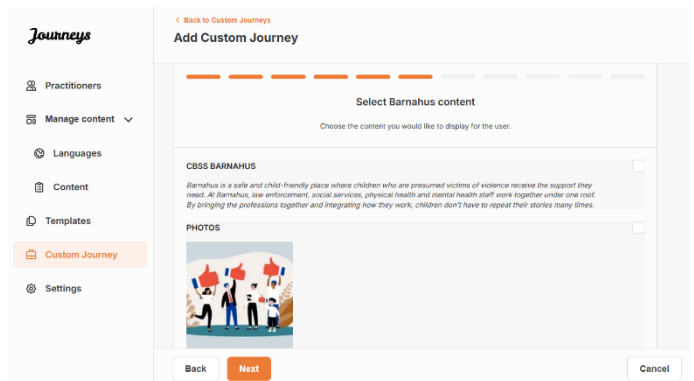 Journeys
Practitioners
Manage content
Languages
Content
Templates
Custom Journey
Settings
Back to Custom Journeys
Add Custom Journey
Select Barnahus content
Choose the content you would like to display for the user.
CBSS BARNAHUS
Barnahus is a safe and child-friendly place where children who are presumed victims of violence receive the support they
need. At Barnahus, law enforcement, social services, physical health and mental health staff work together under one roof.
By bringing the professions together and integrating how they work, children don't have to repeat their stories many times.
PHOTOS
Back
Next
Cancel